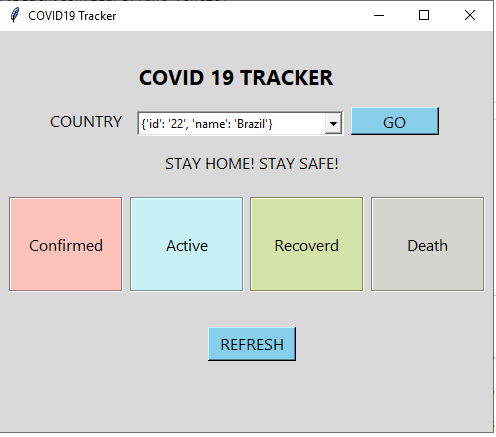 COVID19 Tracker
COVID 19 TRACKER
COUNTRY {'id': '22', 'name': 'Brazil'} GO
STAY HOME! STAY SAFE!
Confirmed Active Recoverd Death
REFRESH